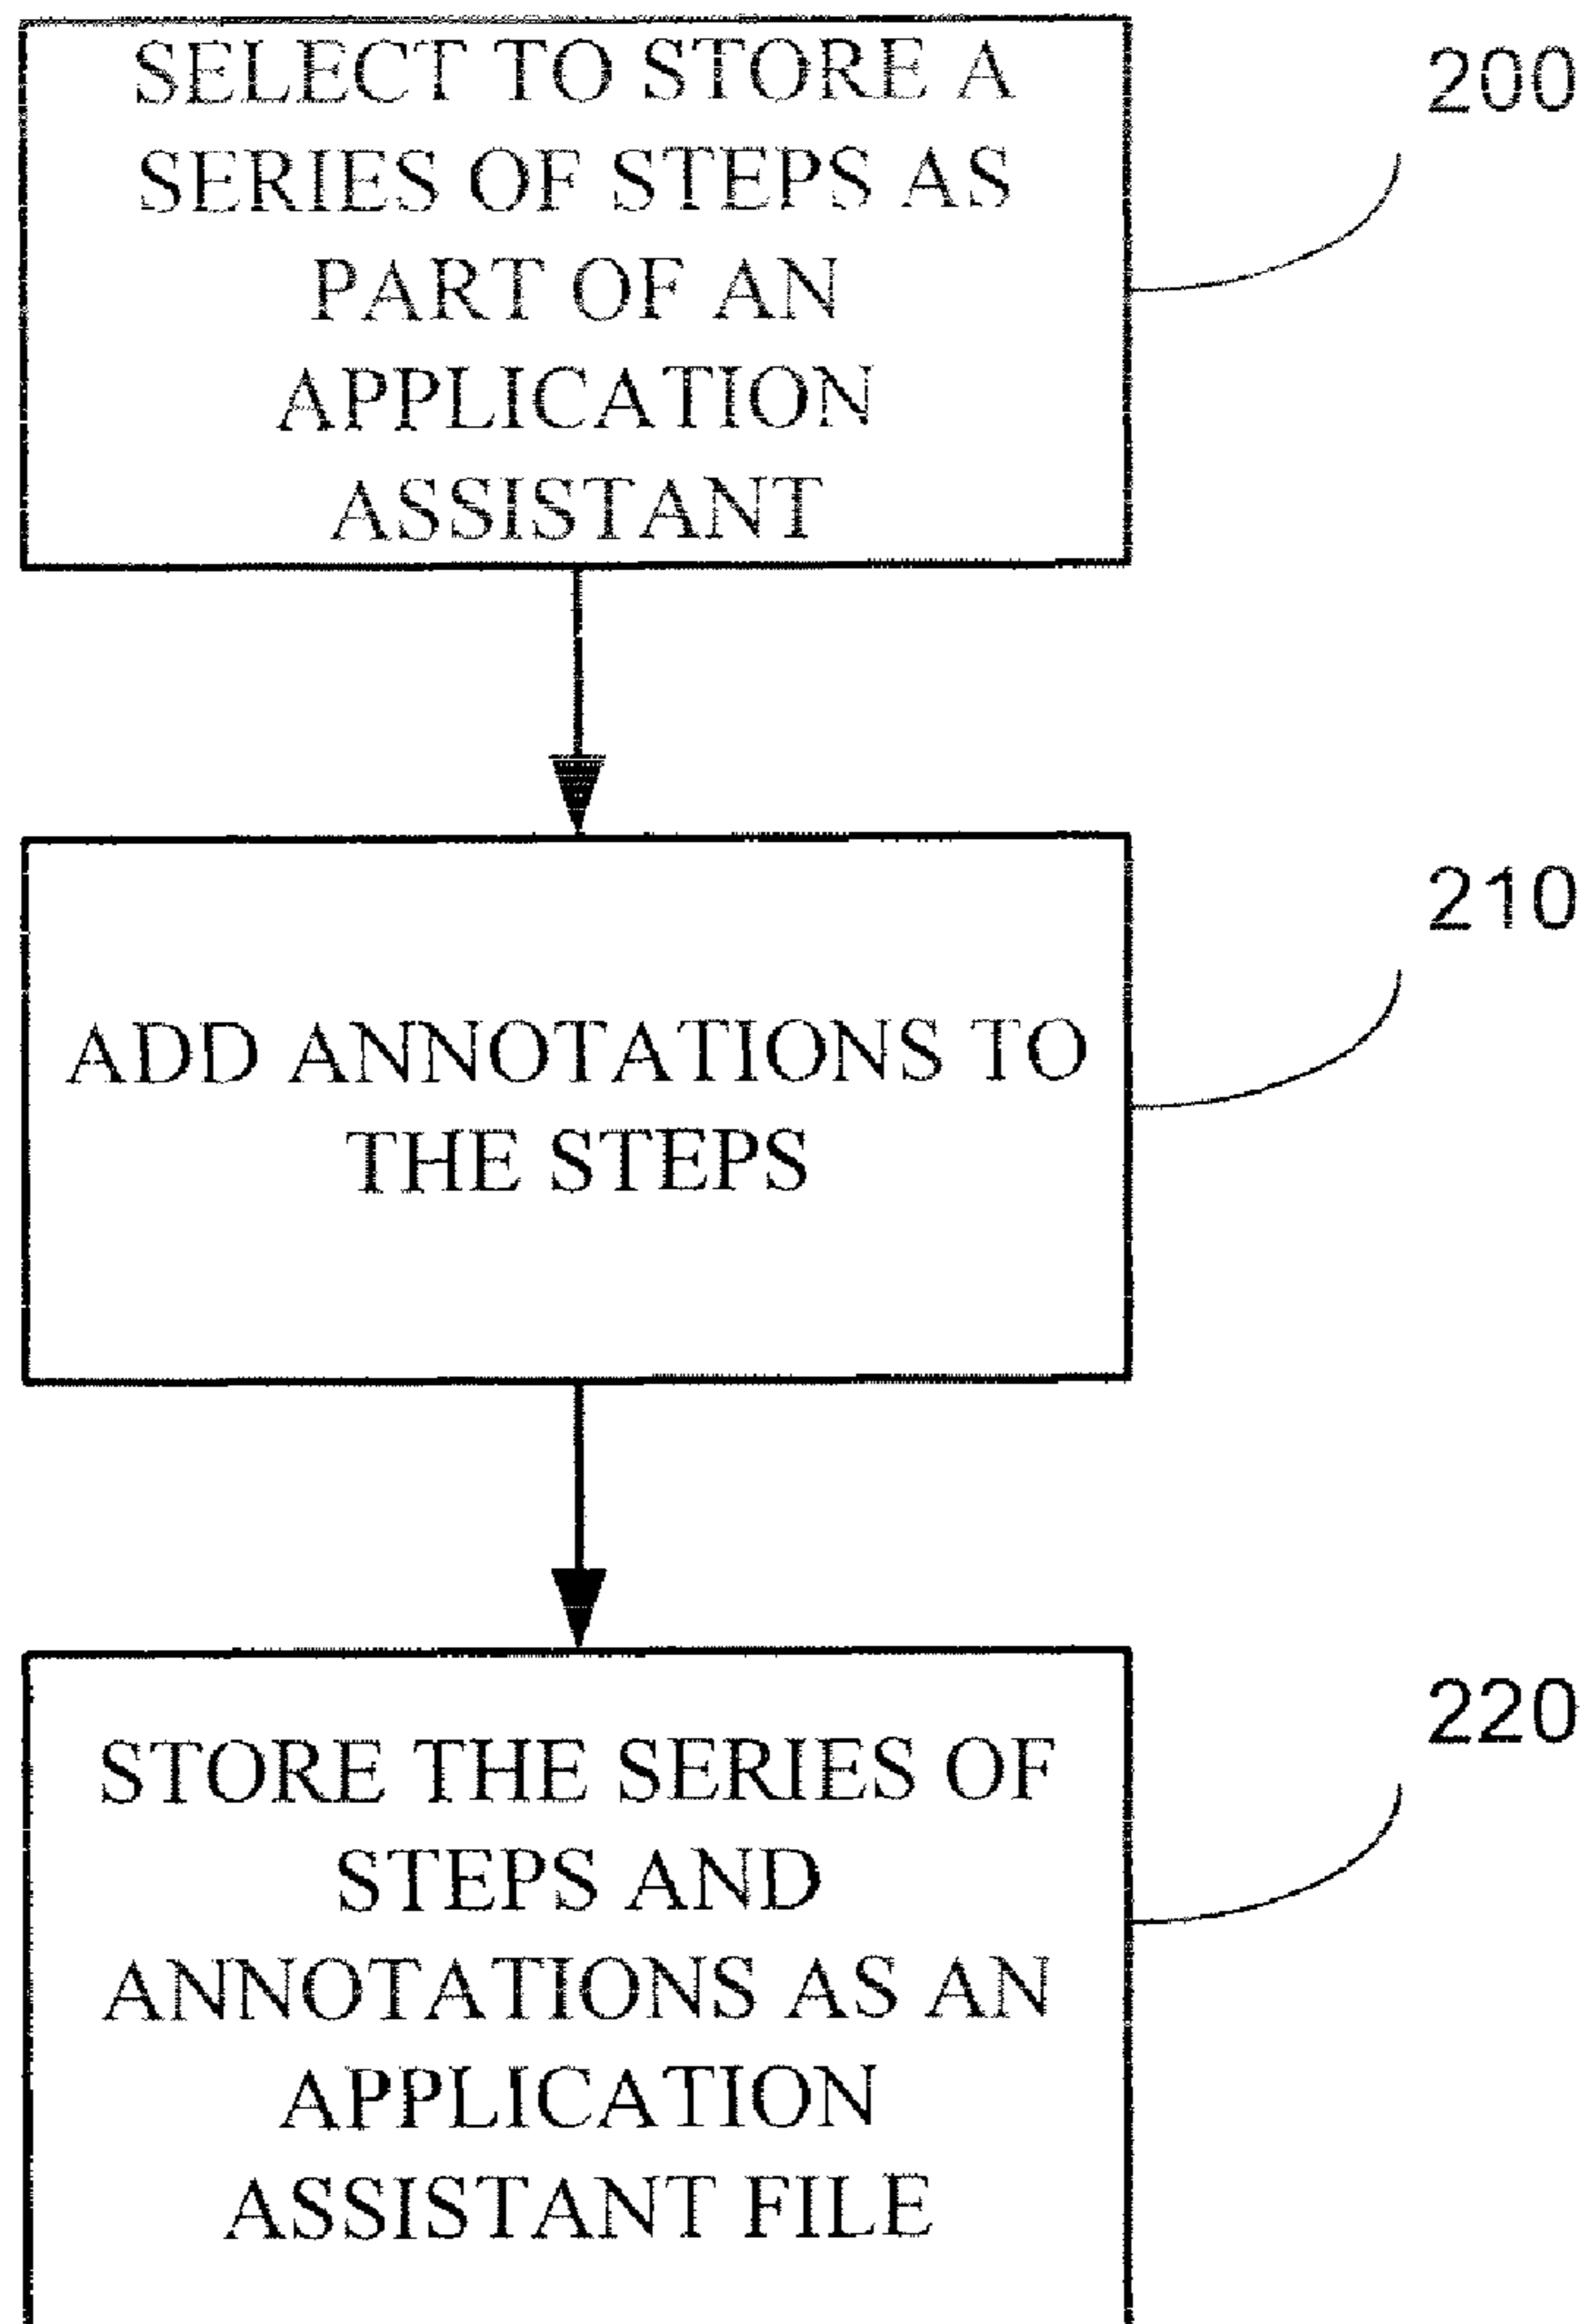 SELECT TO STORE A
SERIES OF STEPS AS
PART OF AN
APPLICATION
ASSISTANT
200
ADD ANNOTATIONS TO
THE STEPS
210
STORE THE SERIES OF
STEPS AND
ANNOTATIONS AS AN
APPLICATION
ASSISTANT FILE
220